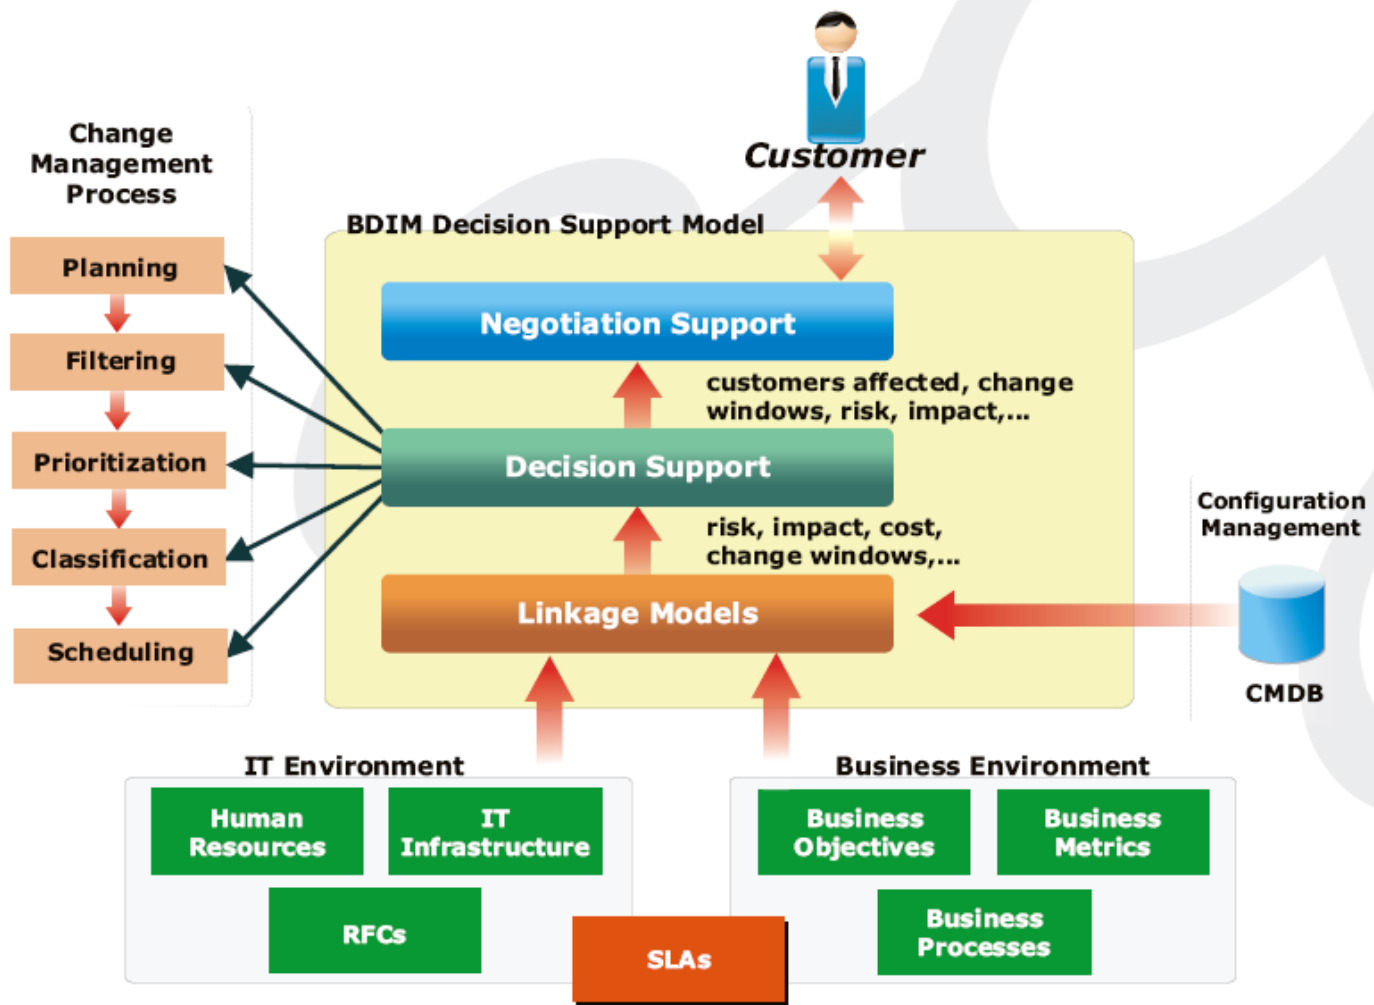 Customer
Change
Management
Process
Planning
Filtering
Prioritization
Classification
Scheduling
BDIM Decision Support Model
Negotiation Support
customers affected, change
windows, risk, impact,...
Decision Support
risk, impact, cost,
change windows,...
Linkage Models
Configuration
Management
CMDB
IT Environment
Human
Resources
IT
Infrastructure
RFCs
SLAs
Business Environment
Business
Objectives
Business
Metrics
Business
Processes